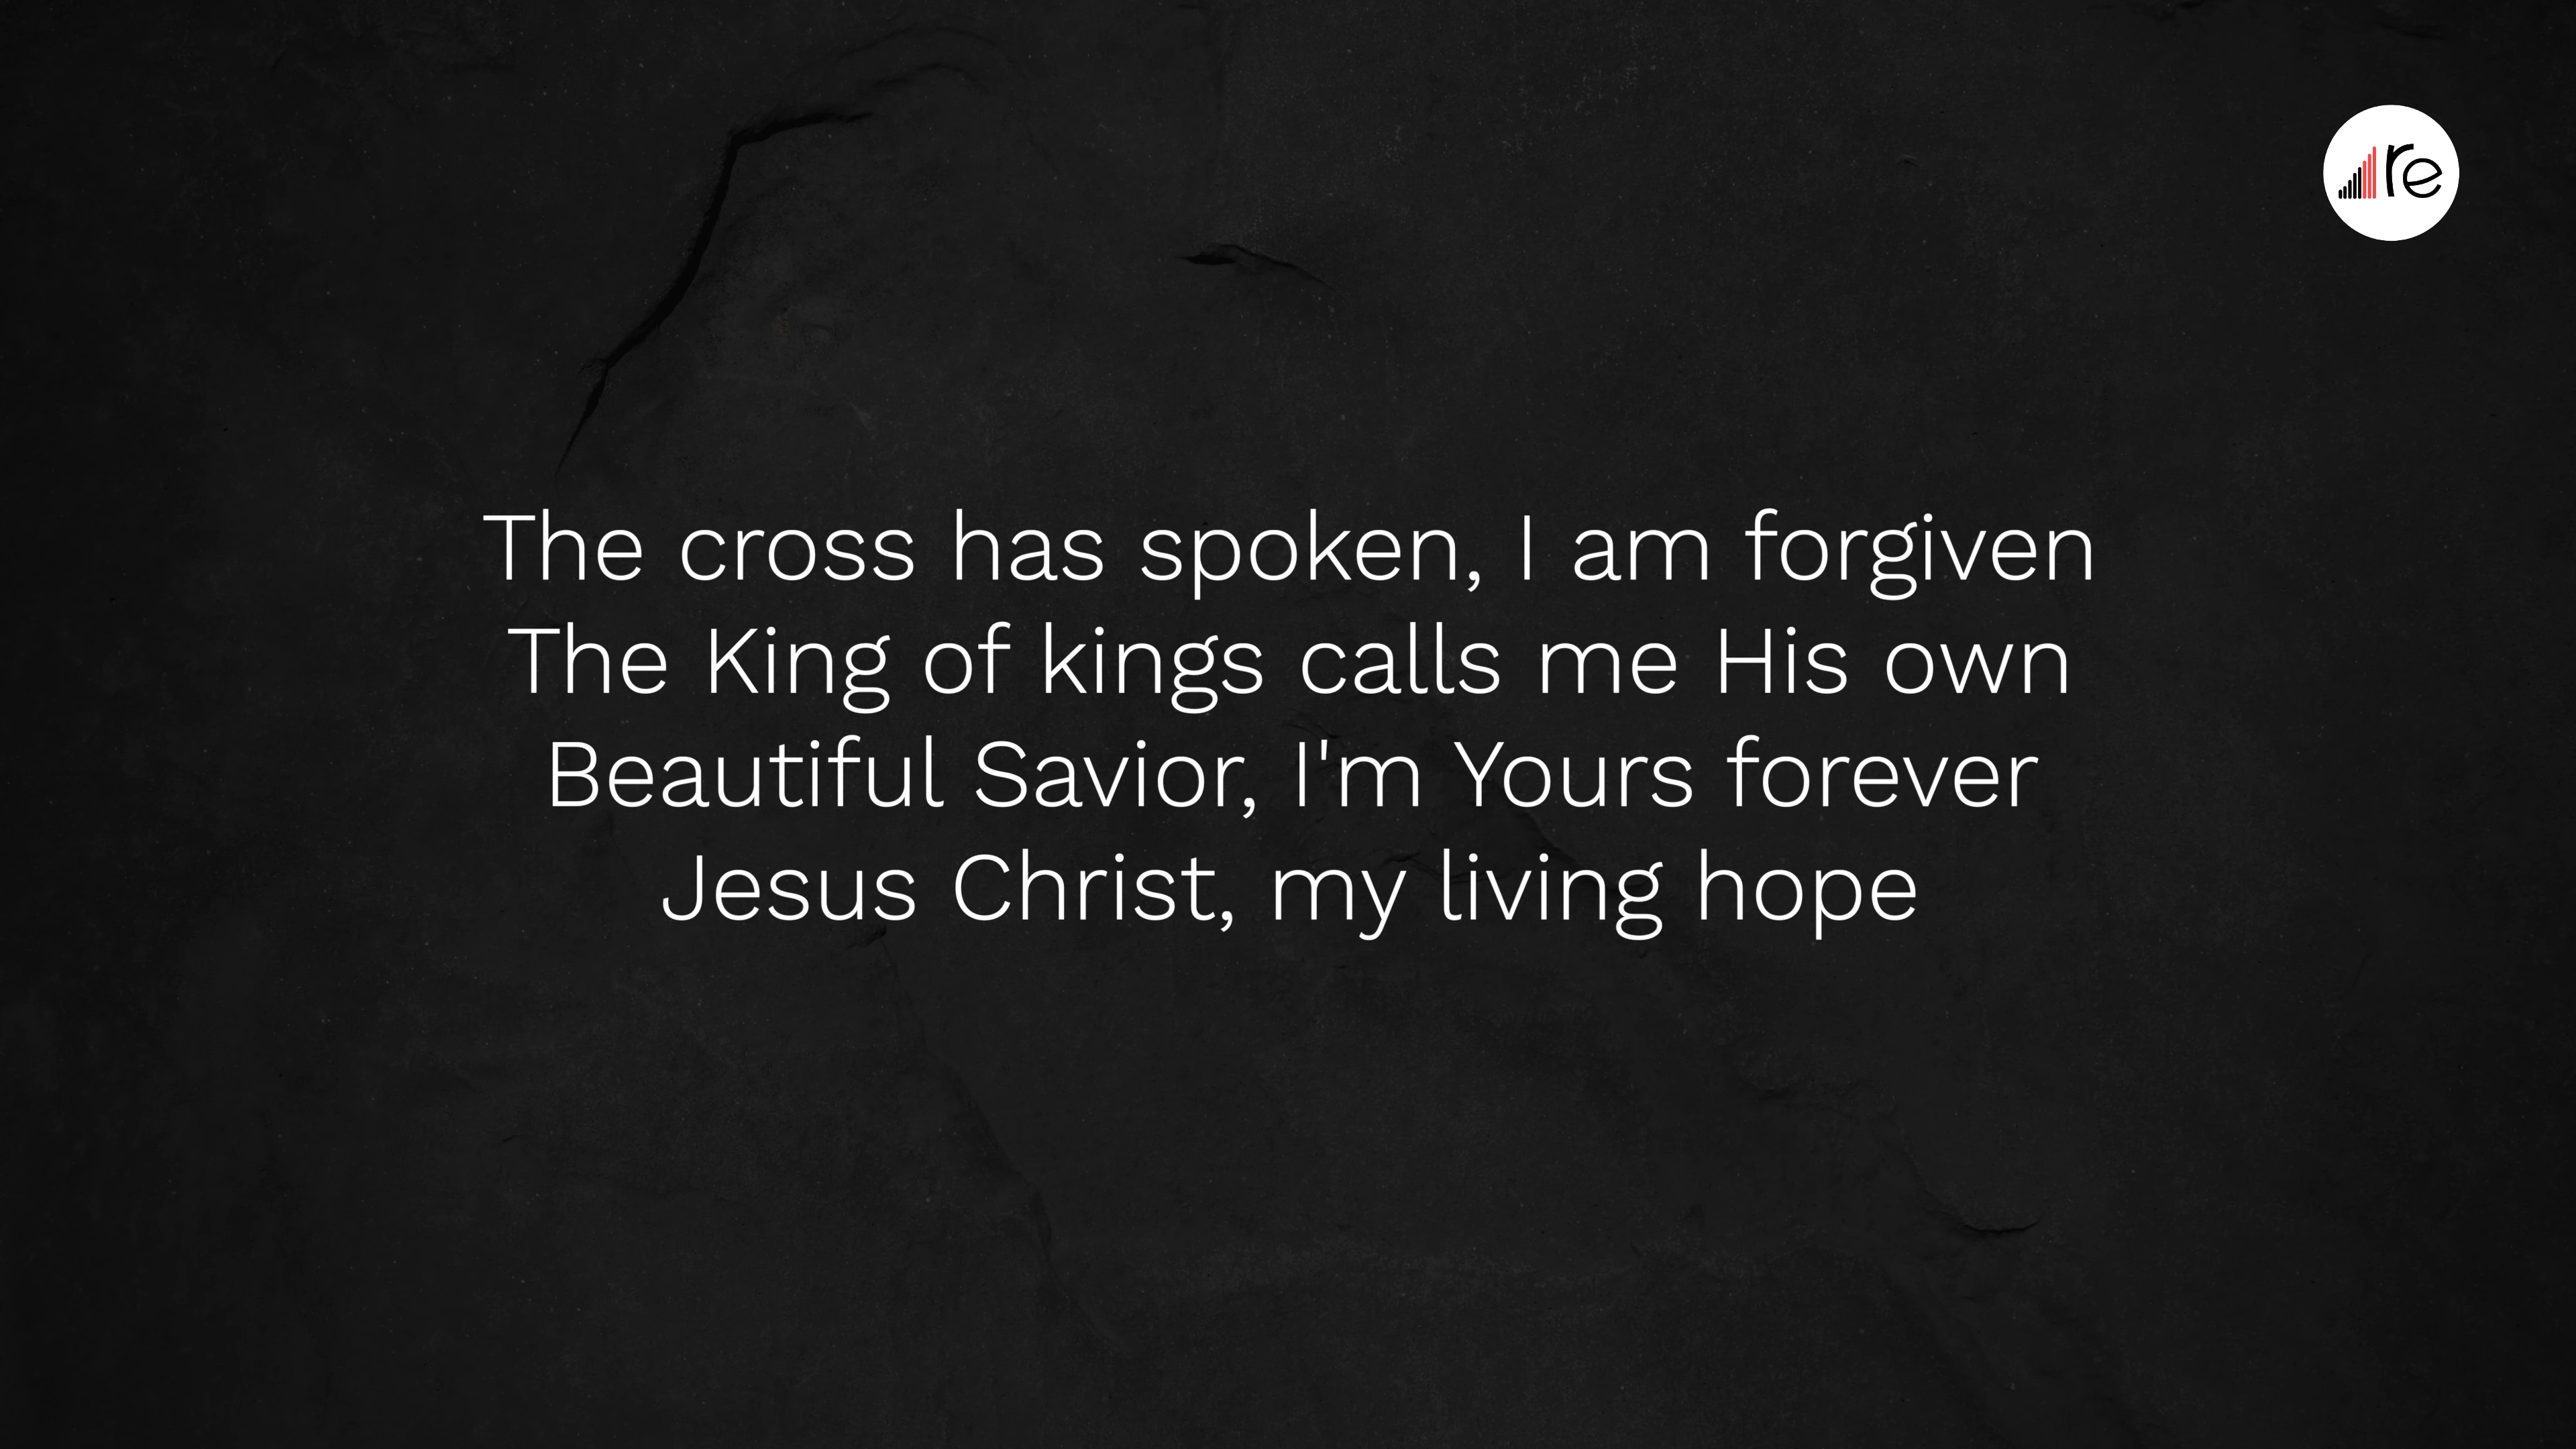 re
The cross has spoken, I am forgiven
The King of kings calls me His own
Beautiful Savior, I'm Yours forever
Jesus Christ, my living hope